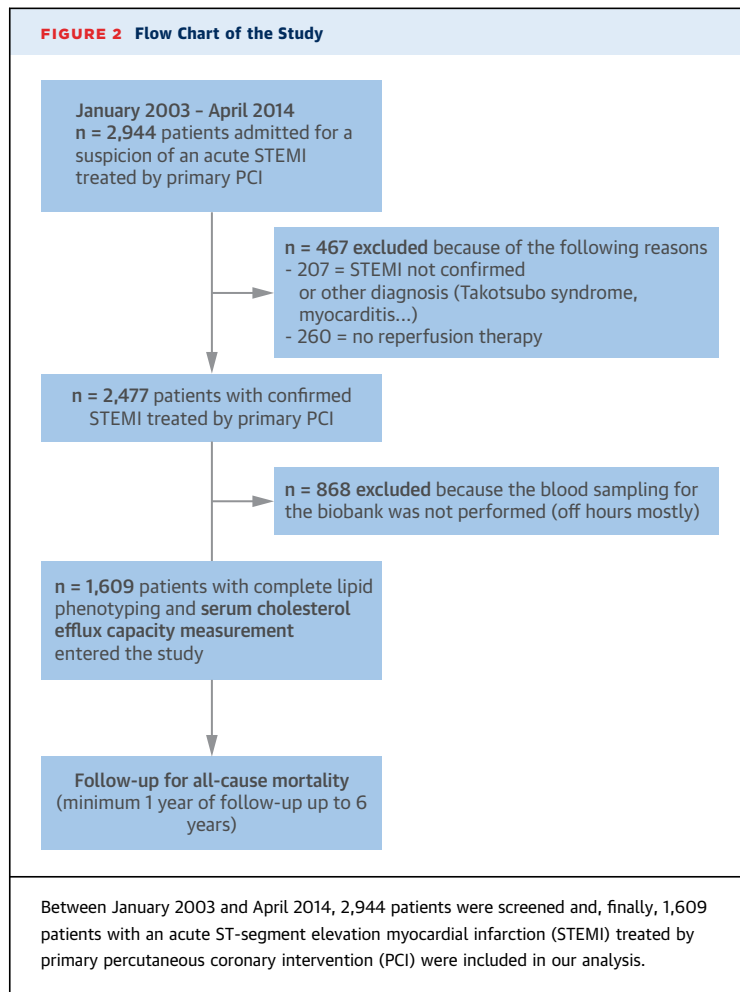 FIGURE 2 Flow Chart of the Study
January 2003 – April 2014
n = 2,944 patients admitted for a
suspicion of an acute STEMI
treated by primary PCI
n = 467 excluded because of the following reasons
- 207 = STEMI not confirmed
or other diagnosis (Takotsubo syndrome,
myocarditis...)
- 260 = no reperfusion therapy
n = 2,477 patients with confirmed
STEMI treated by primary PCI
n = 868 excluded because the blood sampling for
the biobank was not performed (off hours mostly)
n = 1,609 patients with complete lipid
phenotyping and serum cholesterol
efflux capacity measurement
entered the study
Follow-up for all-cause mortality
(minimum 1 year of follow-up up to 6
years)
Between January 2003 and April 2014, 2,944 patients were screened and, finally, 1,609
patients with an acute ST-segment elevation myocardial infarction (STEMI) treated by
primary percutaneous coronary intervention (PCI) were included in our analysis.